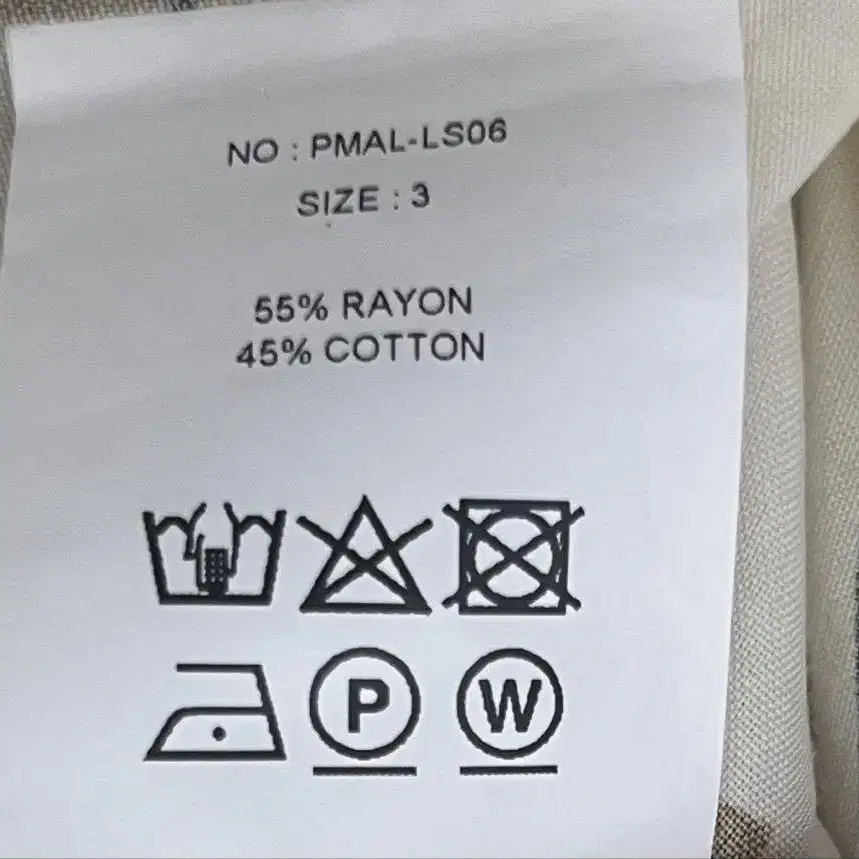 NO : PMAL-LS06
SIZE : 3
55% RAYON
45% COTTON
P W